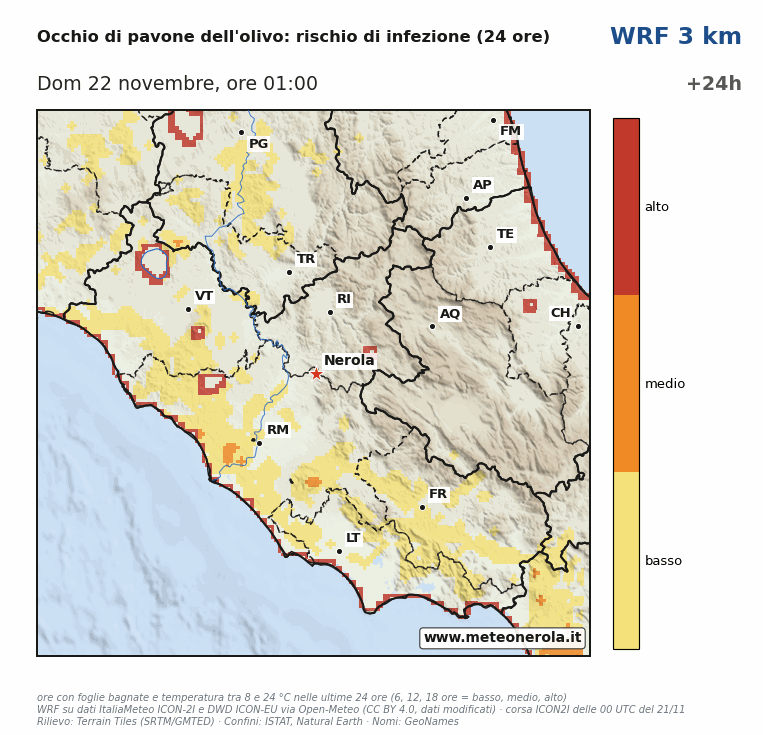 Occhio di pavone dell'olivo: rischio di infezione (24 ore)
WRF 3 km
Dom 22 novembre, ore 01:00
+24h
FM
PG
AP
TE
TR
VT
RI
AQ
CH
Nerola
RM
FR
LT
www.meteonerola.it
alto
medio
basso
ore con foglie bagnate e temperatura tra 8 e 24 °C nelle ultime 24 ore (6, 12, 18 ore = basso, medio, alto)
WRF su dati ItaliaMeteo ICON-2I e DWD ICON-EU via Open-Meteo (CC BY 4.0, dati modificati) · corsa ICON2I delle 00 UTC del 21/11
Rilievo: Terrain Tiles (SRTM/GMTED) · Confini: ISTAT, Natural Earth · Nomi: GeoNames